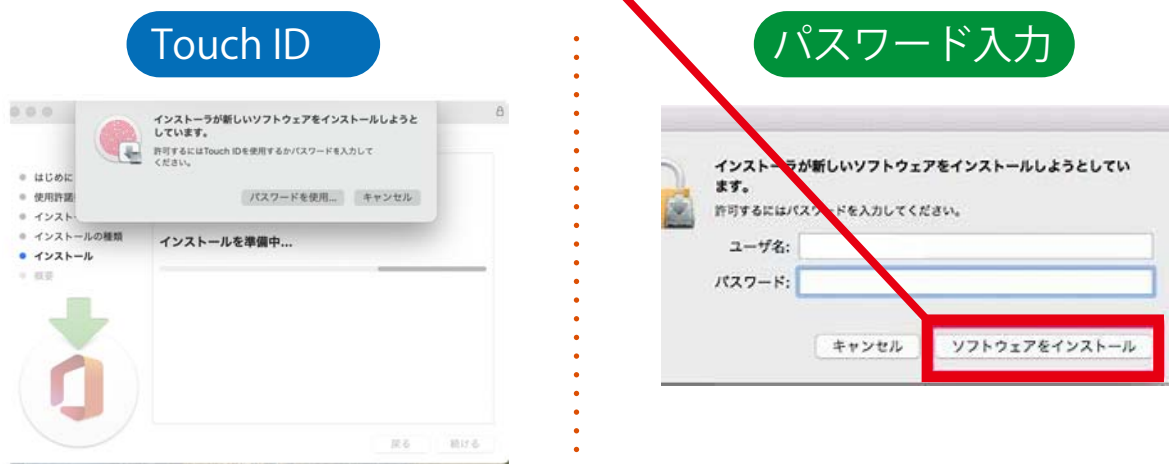 Touch ID
インストーラが新しいソフトウェアをインストールしようと
しています。
許可するにはTouch IDを使用するかパスワードを入力して
ください。
パスワードを使用...
キャンセル
はじめに
使用許諾
インスト
インストールの種類
インストール
概要
インストールを準備中...
戻る
続ける
パスワード入力
インストーラが新しいソフトウェアをインストールしようとしてい
ます。
許可するにはパスワードを入力してください。
ユーザ名:
パスワード:
キャンセル
ソフトウェアをインストール